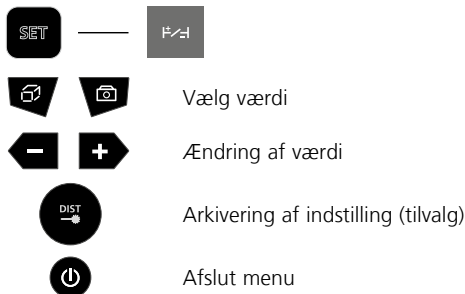 SET
Vælg værdi
Ændring af værdi
DIST
Arkivering af indstilling (tilvalg)
Afslut menu